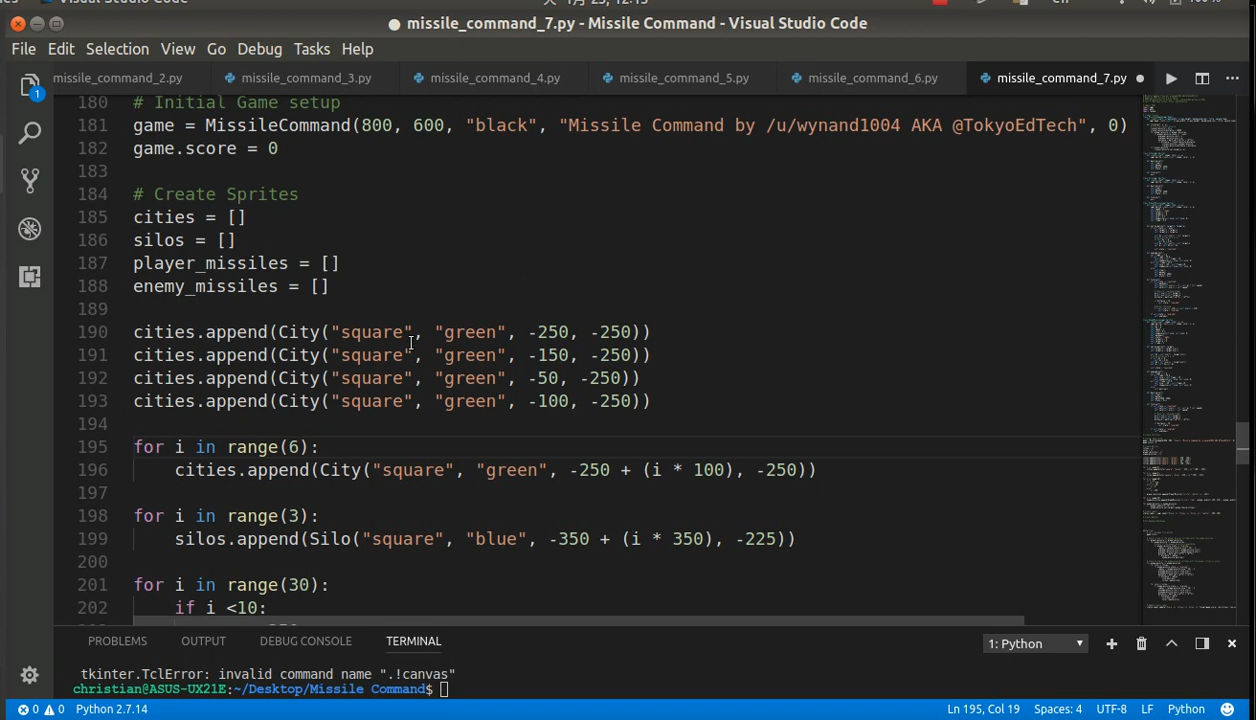 missile_command_7.py - Missile Command - Visual Studio Code
File Edit Selection View Go Debug Tasks Help
missile_command_2.py missile_command_3.py missile_command_4.py missile_command_5.py missile_command_6.py missile_command_7.py
180 # Initial Game setup
181 game = MissileCommand(800, 600, "black", "Missile Command by /u/wynand1004 AKA @TokyoEdTech", 0)
182 game.score = 0
183
184 # Create Sprites
185 cities = []
186 silos = []
187 player_missiles = []
188 enemy_missiles = []
189
190 cities.append(City("square", "green", -250, -250))
191 cities.append(City("square", "green", -150, -250))
192 cities.append(City("square", "green", -50, -250))
193 cities.append(City("square", "green", -100, -250))
194
195 for i in range(6):
196 cities.append(City("square", "green", -250 + (i * 100), -250))
197
198 for i in range(3):
199 silos.append(Silo("square", "blue", -350 + (i * 350), -225))
200
201 for i in range(30):
202 if i <10:
1
PROBLEMS OUTPUT DEBUG CONSOLE TERMINAL 1: Python
tkinter.TclError: invalid command name ".!canvas"
christian@ASUS-UX21E:~/Desktop/Missile Command$
0 0 Python 2.7.14 Ln 195, Col 19 Spaces: 4 UTF-8 LF Python